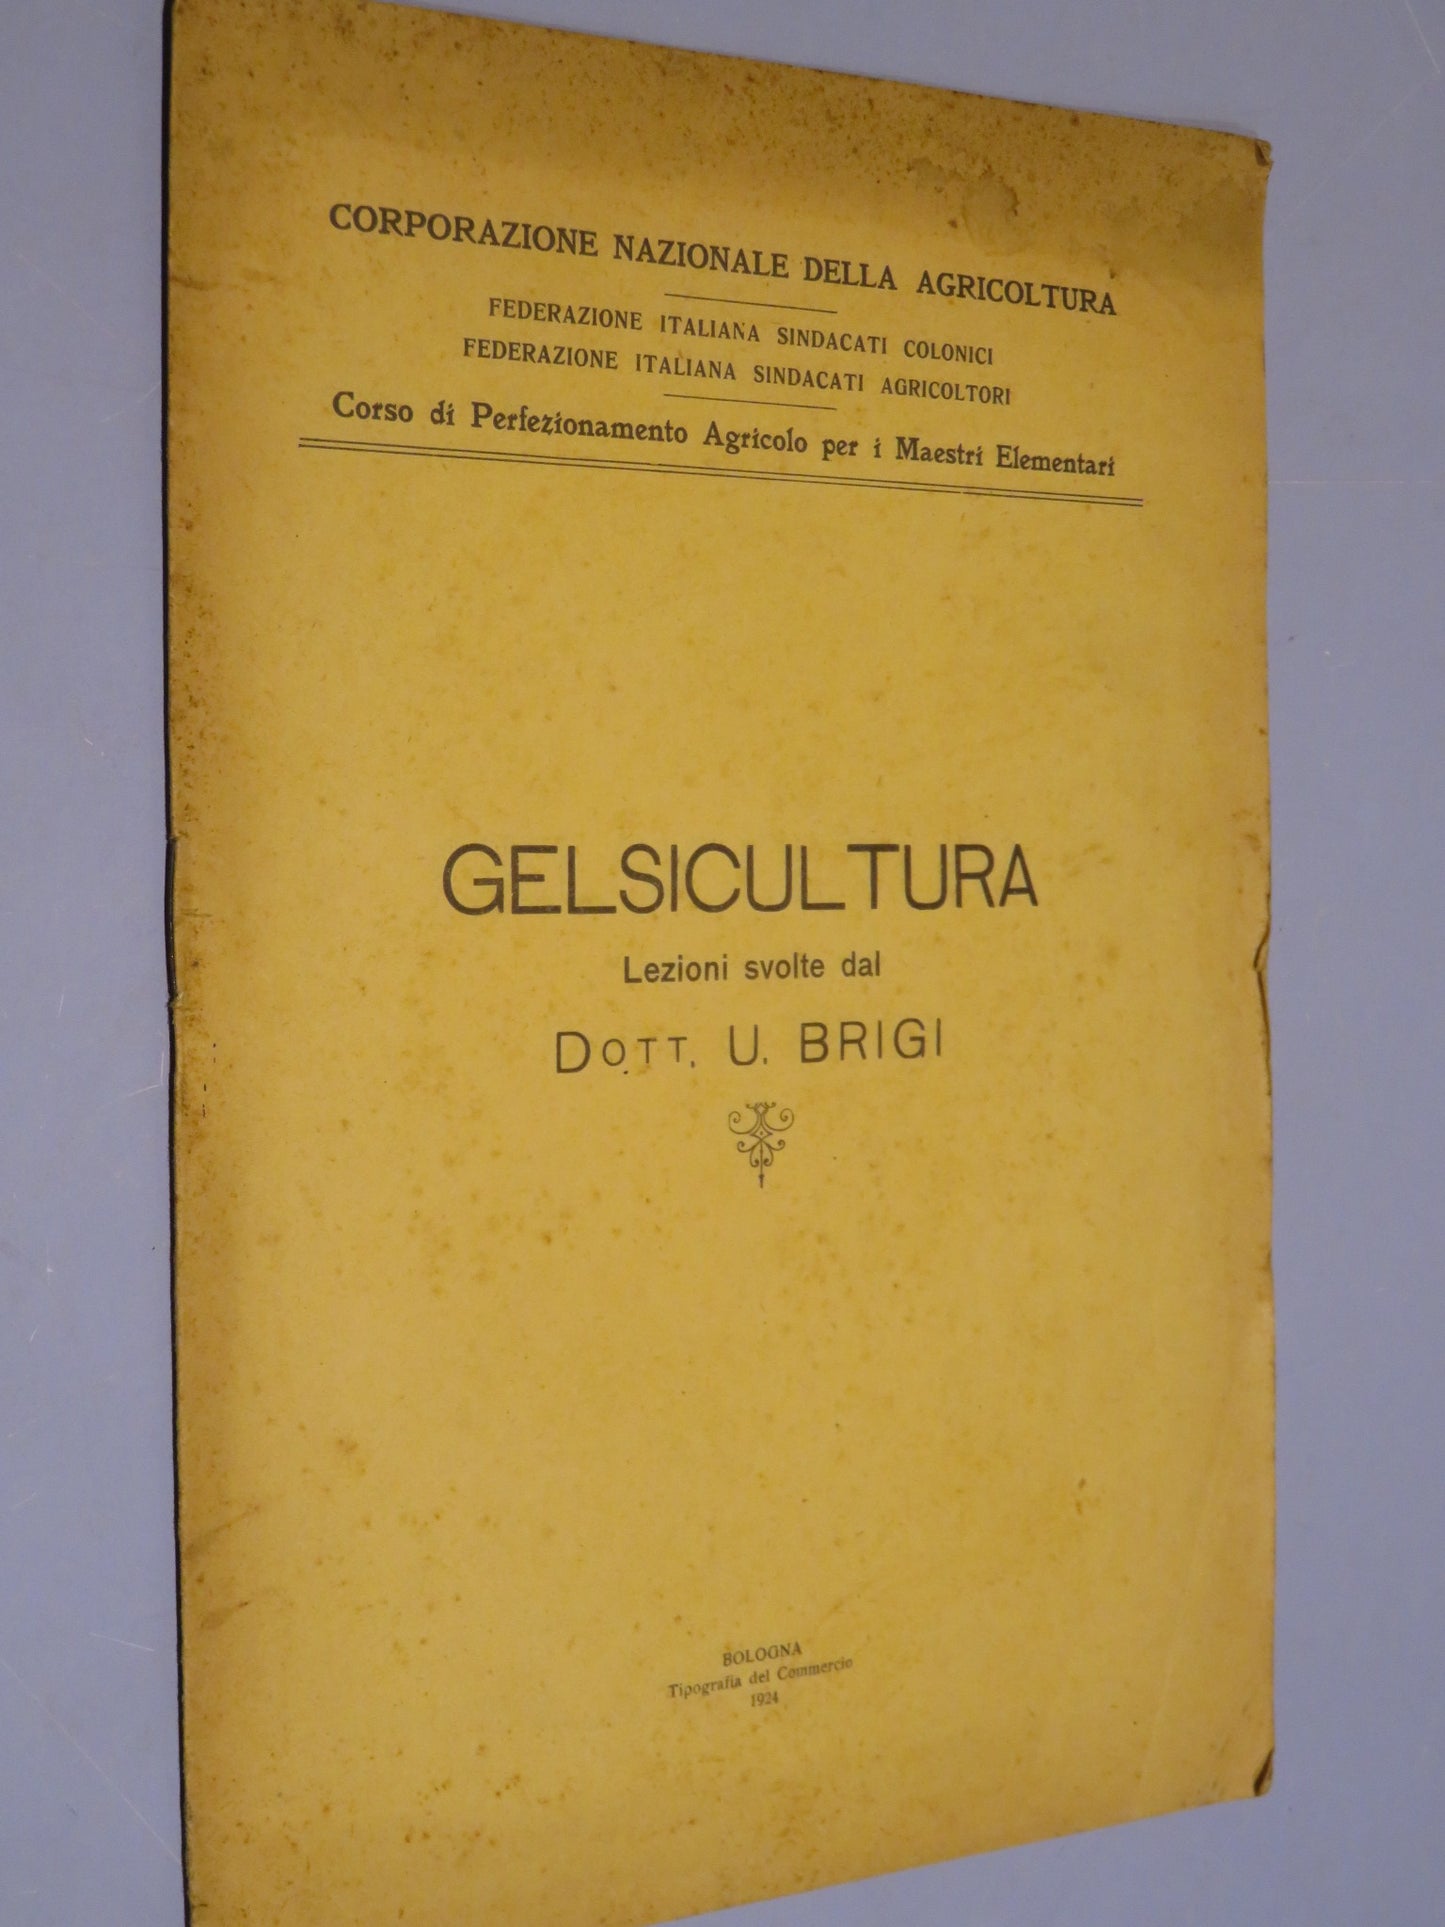 CORPORAZIONE NAZIONALE DELLA AGRICOLTURA
FEDERAZIONE ITALIANA SINDACATI COLONICI
FEDERAZIONE ITALIANA SINDACATI AGRICOLTORI
Corso di Perfezionamento Agricolo per i Maestri Elementari
GELSICULTURA
Lezioni svolte dal
DOTT. U. BRIGI
BOLOGNA
Tipografia del Commercio
1924